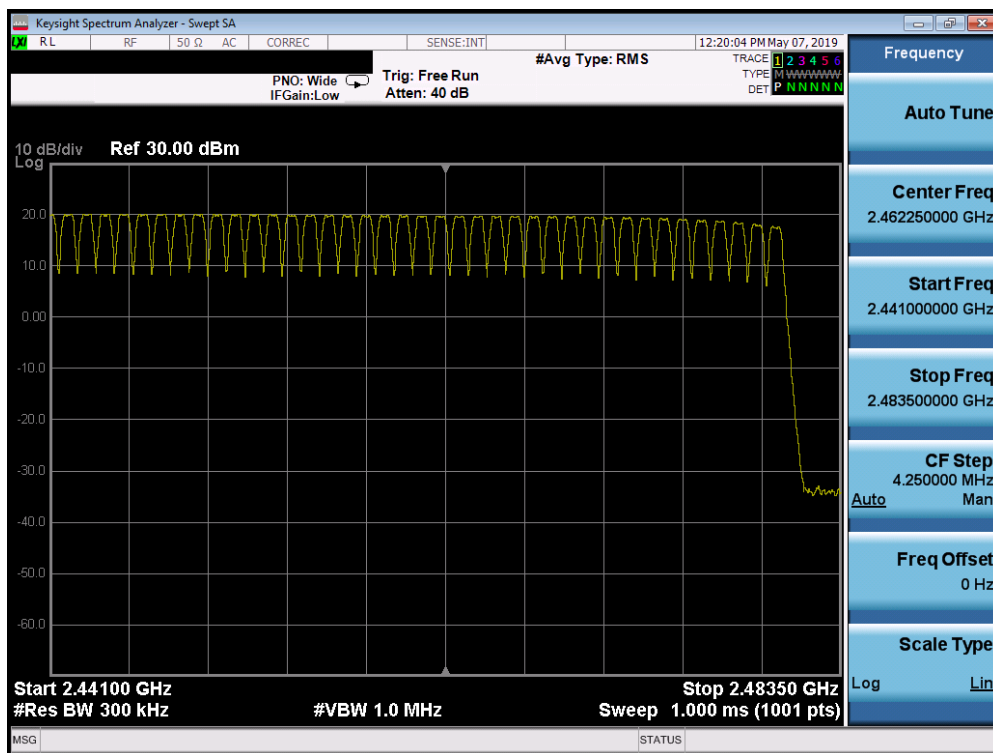 Keysight Spectrum Analyzer - Swept SA
LXI RL RF 50 Ω AC CORREC SENSE:INT 12:20:04 PM May 07, 2019
#Avg Type: RMS
TRACE 1 2 3 4 5 6
TYPE M WWWWW
DET P N N N N N
PNO: Wide Trig: Free Run
IFGain:Low Atten: 40 dB
10 dB/div Ref 30.00 dBm
Log
20.0
10.0
0.00
-10.0
-20.0
-30.0
-40.0
-50.0
-60.0
Start 2.44100 GHz Stop 2.48350 GHz
#Res BW 300 kHz #VBW 1.0 MHz Sweep 1.000 ms (1001 pts)
MSG STATUS
Frequency
Auto Tune
Center Freq
2.462250000 GHz
Start Freq
2.441000000 GHz
Stop Freq
2.483500000 GHz
CF Step
4.250000 MHz
Auto Man
Freq Offset
0 Hz
Scale Type
Log Lin